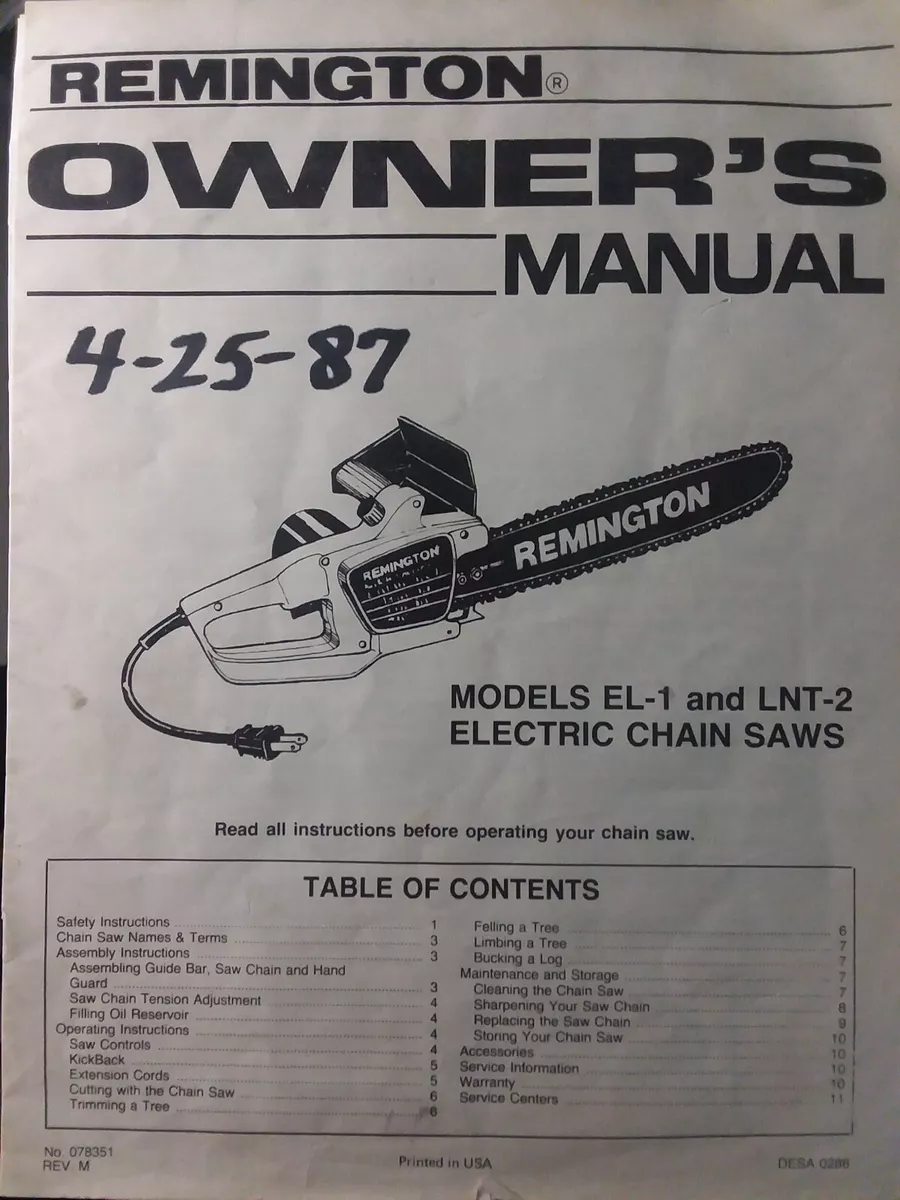 REMINGTON®
OWNER'S
MANUAL
4-25-87
REMINGTON
REMINGTON
MODELS EL-1 and LNT-2
ELECTRIC CHAIN SAWS
Read all instructions before operating your chain saw.
TABLE OF CONTENTS
Safety Instructions 1
Chain Saw Names & Terms 3
Assembly Instructions 3
Assembling Guide Bar, Saw Chain and Hand
Guard 3
Saw Chain Tension Adjustment 4
Filling Oil Reservoir 4
Operating Instructions 4
Saw Controls 4
KickBack 5
Extension Cords 5
Cutting with the Chain Saw 6
Trimming a Tree 6
Felling a Tree 6
Limbing a Tree 7
Bucking a Log 7
Maintenance and Storage 7
Cleaning the Chain Saw 7
Sharpening Your Saw Chain 8
Replacing the Saw Chain 9
Storing Your Chain Saw 10
Accessories 10
Service Information 10
Warranty 10
Service Centers 11
No. 078351
REV M
Printed in USA
DESA